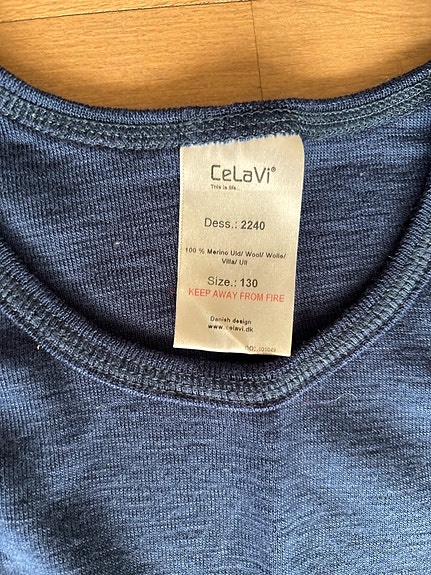 CeLaVi®
This is life...
Dess.: 2240
100 % Merino Uld/ Wool/ Wolle/
Villa/ Ull
Size.: 130
KEEP AWAY FROM FIRE
Danish design
www.celavi.dk